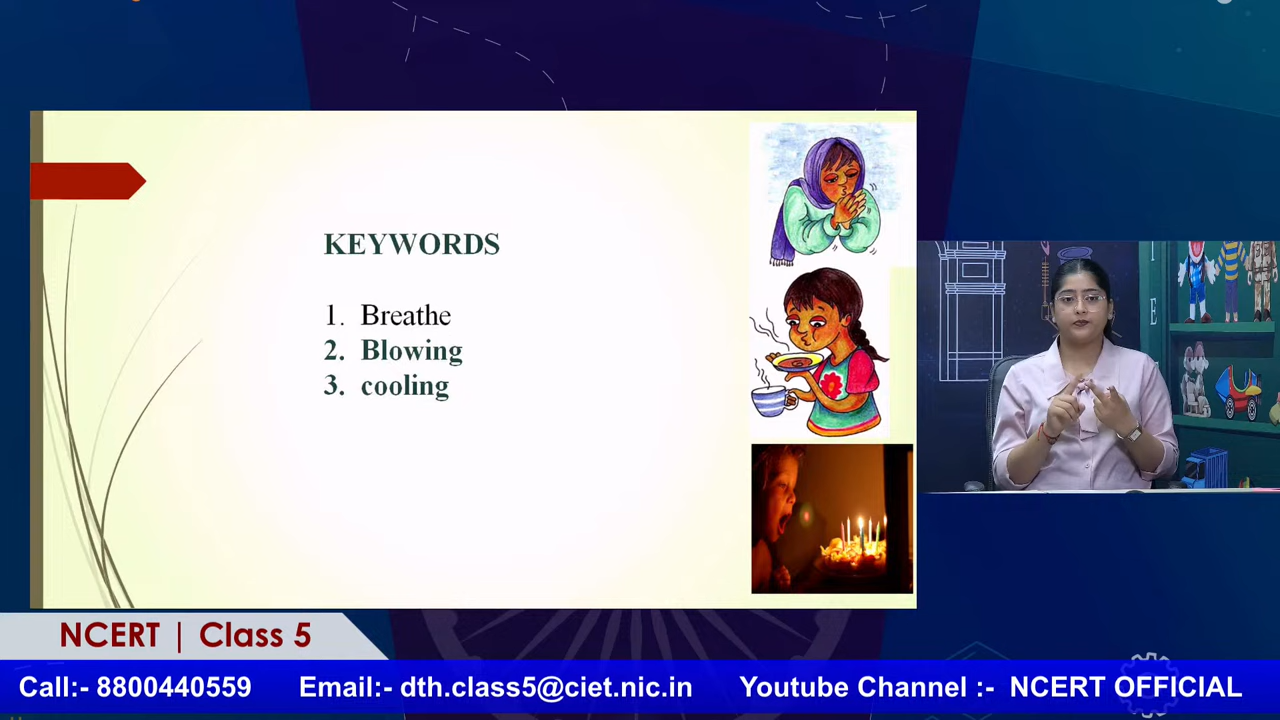 KEYWORDS
1. Breathe
2. Blowing
3. cooling
I
E
NCERT | Class 5
Call:- 8800440559 Email:- dth.class5@ciet.nic.in Youtube Channel :- NCERT OFFICIAL